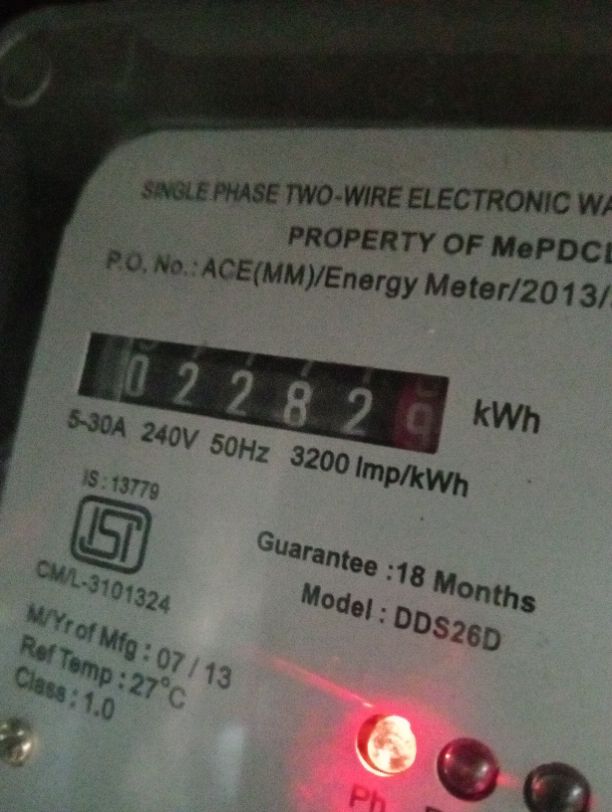 SINGLE PHASE TWO-WIRE ELECTRONIC
PROPERTY OF MePDCL
P.O. No.: ACE(MM)/Energy Meter/2013/
022829 kWh
5-30A 240V 50Hz 3200 Imp/kWh
IS : 13779
ISI
CM/L-3101324
Guarantee :18 Months
Model : DDS26D
M/Yr of Mfg : 07 / 13
Ref Temp : 27°C
Class : 1.0
Ph